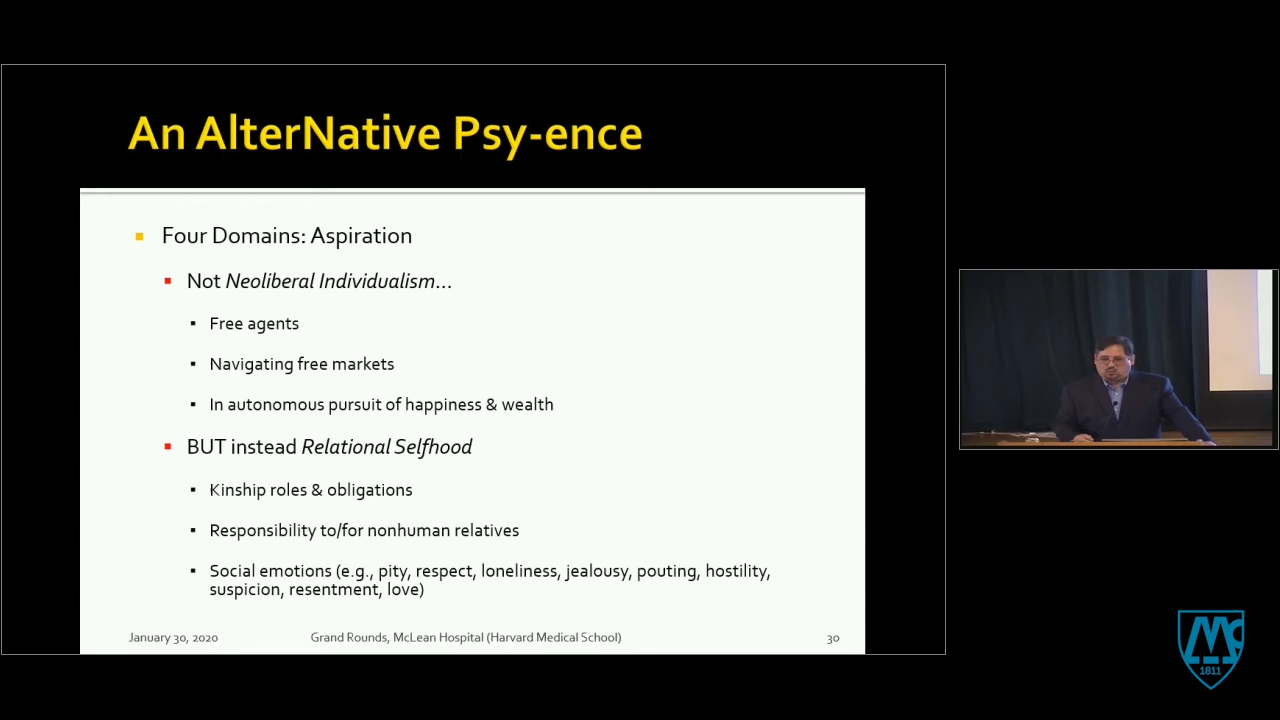 An AlterNative Psy-ence
Four Domains: Aspiration
Not Neoliberal Individualism...
Free agents
Navigating free markets
In autonomous pursuit of happiness & wealth
BUT instead Relational Selfhood
Kinship roles & obligations
Responsibility to/for nonhuman relatives
Social emotions (e.g., pity, respect, loneliness, jealousy, pouting, hostility,
suspicion, resentment, love)
January 30, 2020 Grand Rounds, McLean Hospital (Harvard Medical School) 30
Mc
1811